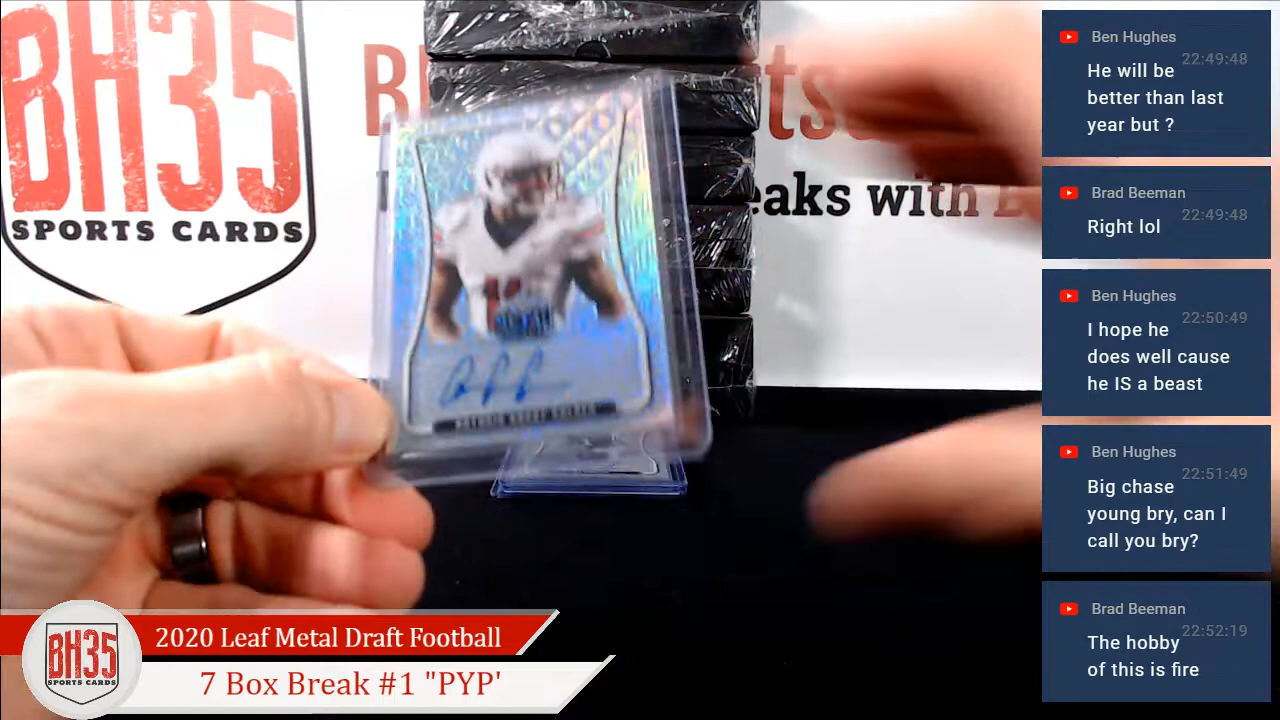 BH35
SPORTS CARDS
eaks with
2020 Leaf Metal Draft Football
7 Box Break #1 "PYP'
BH35
SPORTS CARDS
Ben Hughes
22:49:48
He will be
better than last
year but ?
Brad Beeman
22:49:48
Right lol
Ben Hughes
22:50:49
I hope he
does well cause
he IS a beast
Ben Hughes
22:51:49
Big chase
young bry, can I
call you bry?
Brad Beeman
22:52:19
The hobby
of this is fire